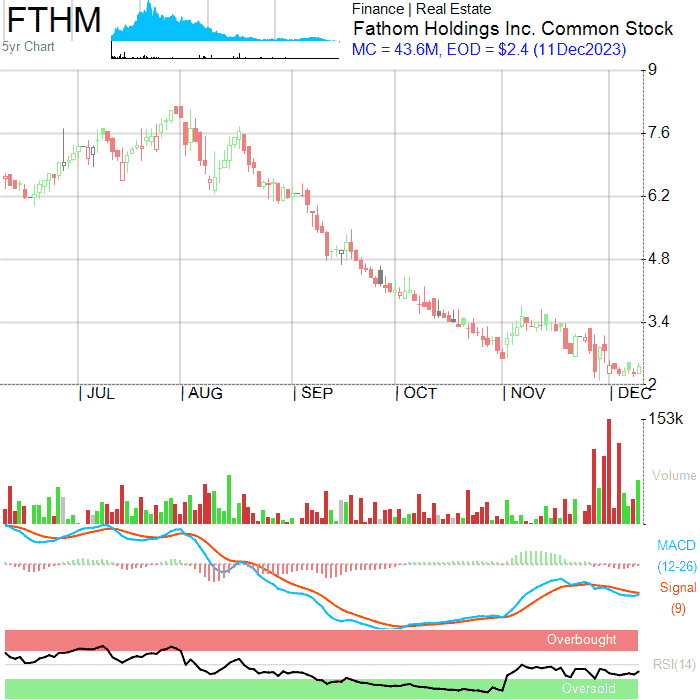 FTHM
5yr Chart
Finance | Real Estate
Fathom Holdings Inc. Common Stock
MC = 43.6M, EOD = $2.4 (11Dec2023)
9
7.6
6.2
4.8
3.4
2
| JUL | AUG | SEP | OCT | NOV | DEC
153k
Volume
MACD
(12-26)
Signal
(9)
Overbought
RSI(14)
Oversold